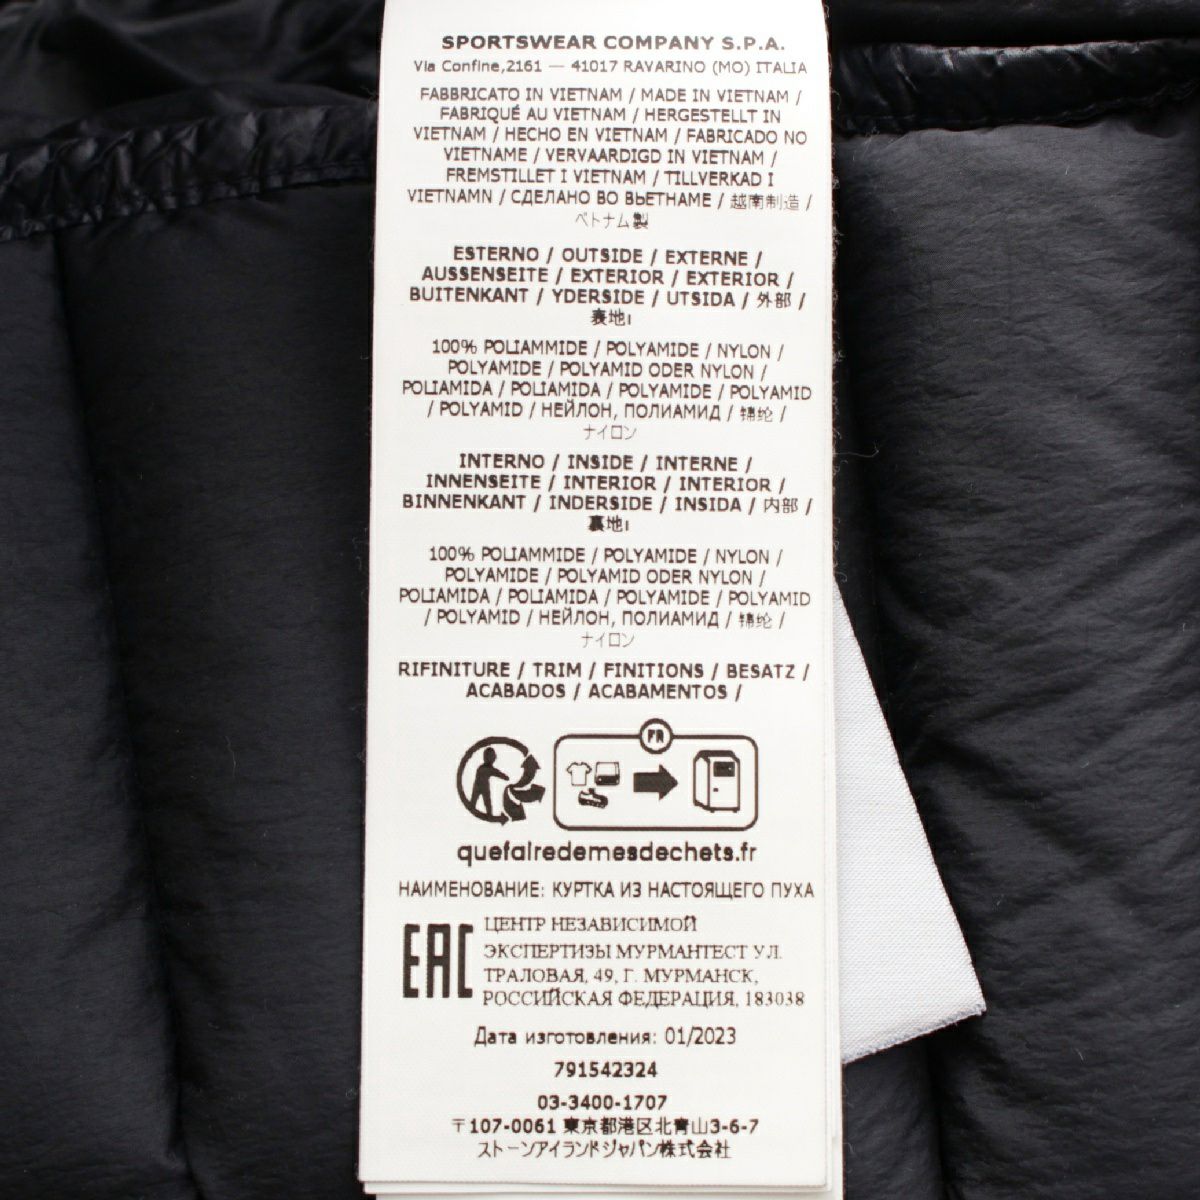 SPORTSWEAR COMPANY S.P.A.
Via Confine,2161 — 41017 RAVARINO (MO) ITALIA
FABBRICATO IN VIETNAM / MADE IN VIETNAM /
FABRIQUÉ AU VIETNAM / HERGESTELLT IN
VIETNAM / HECHO EN VIETNAM / FABRICADO NO
VIETNAME / VERVAARDIGD IN VIETNAM /
FREMSTILLET I VIETNAM / TILLVERKAD I
VIETNAMN / СДЕЛАНО ВО ВЬЕТНАМЕ / 越南制造 /
ベトナム製
ESTERNO / OUTSIDE / EXTERNE /
AUSSENSEITE / EXTERIOR / EXTERIOR /
BUITENKANT / YDERSIDE / UTSIDA / 外部 /
表地ı
100% POLIAMMIDE / POLYAMIDE / NYLON /
POLYAMIDE / POLYAMID ODER NYLON /
POLIAMIDA / POLIAMIDA / POLYAMIDE / POLYAMID
/ POLYAMID / НЕЙЛОН, ПОЛИАМИД / 锦纶 /
ナイロン
INTERNO / INSIDE / INTERNE /
INNENSEITE / INTERIOR / INTERIOR /
BINNENKANT / INDERSIDE / INSIDA / 内部 /
裏地ı
100% POLIAMMIDE / POLYAMIDE / NYLON /
POLYAMIDE / POLYAMID ODER NYLON /
POLIAMIDA / POLIAMIDA / POLYAMIDE / POLYAMID
/ POLYAMID / НЕЙЛОН, ПОЛИАМИД / 锦纶 /
ナイロン
RIFINITURE / TRIM / FINITIONS / BESATZ /
ACABADOS / ACABAMENTOS /
FR
quefairedemesdechets.fr
НАИМЕНОВАНИЕ: КУРТКА ИЗ НАСТОЯЩЕГО ПУХА
EAC
ЦЕНТР НЕЗАВИСИМОЙ
ЭКСПЕРТИЗЫ МУРМАНТЕСТ УЛ.
ТРАЛОВАЯ, 49, Г. МУРМАНСК,
РОССИЙСКАЯ ФЕДЕРАЦИЯ, 183038
Дата изготовления: 01/2023
791542324
03-3400-1707
〒107-0061 東京都港区北青山3-6-7
ストーンアイランドジャパン株式会社